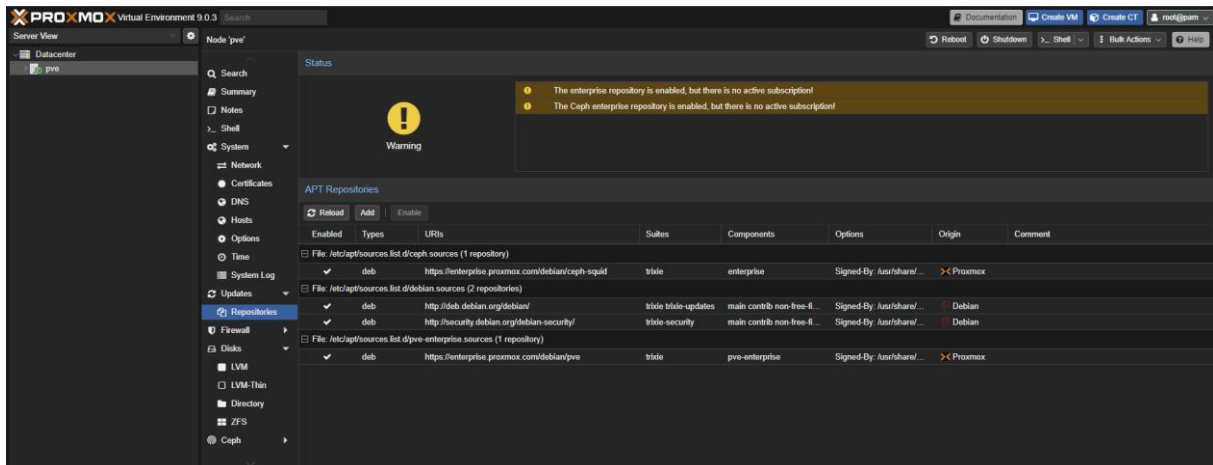 PROXMOX Virtual Environment 9.0.3 Search Documentation Create VM Create CT root@pam
Server View Node 'pve' Reboot Shutdown Shell Bulk Actions Help
Datacenter
pve
Search
Summary
Notes
Shell
System
Network
Certificates
DNS
Hosts
Options
Time
System Log
Updates
Repositories
Firewall
Disks
LVM
LVM-Thin
Directory
ZFS
Ceph
Status
Warning
The enterprise repository is enabled, but there is no active subscription!
The Ceph enterprise repository is enabled, but there is no active subscription!
APT Repositories
Reload Add Enable
Enabled Types URIs Suites Components Options Origin Comment
File: /etc/apt/sources.list.d/ceph.sources (1 repository)
deb https://enterprise.proxmox.com/debian/ceph-squid trixie enterprise Signed-By: /usr/share/... Proxmox
File: /etc/apt/sources.list.d/debian.sources (2 repositories)
deb http://deb.debian.org/debian/ trixie trixie-updates main contrib non-free-fi... Signed-By: /usr/share/... Debian
deb http://security.debian.org/debian-security/ trixie-security main contrib non-free-fi... Signed-By: /usr/share/... Debian
File: /etc/apt/sources.list.d/pve-enterprise.sources (1 repository)
deb https://enterprise.proxmox.com/debian/pve trixie pve-enterprise Signed-By: /usr/share/... Proxmox